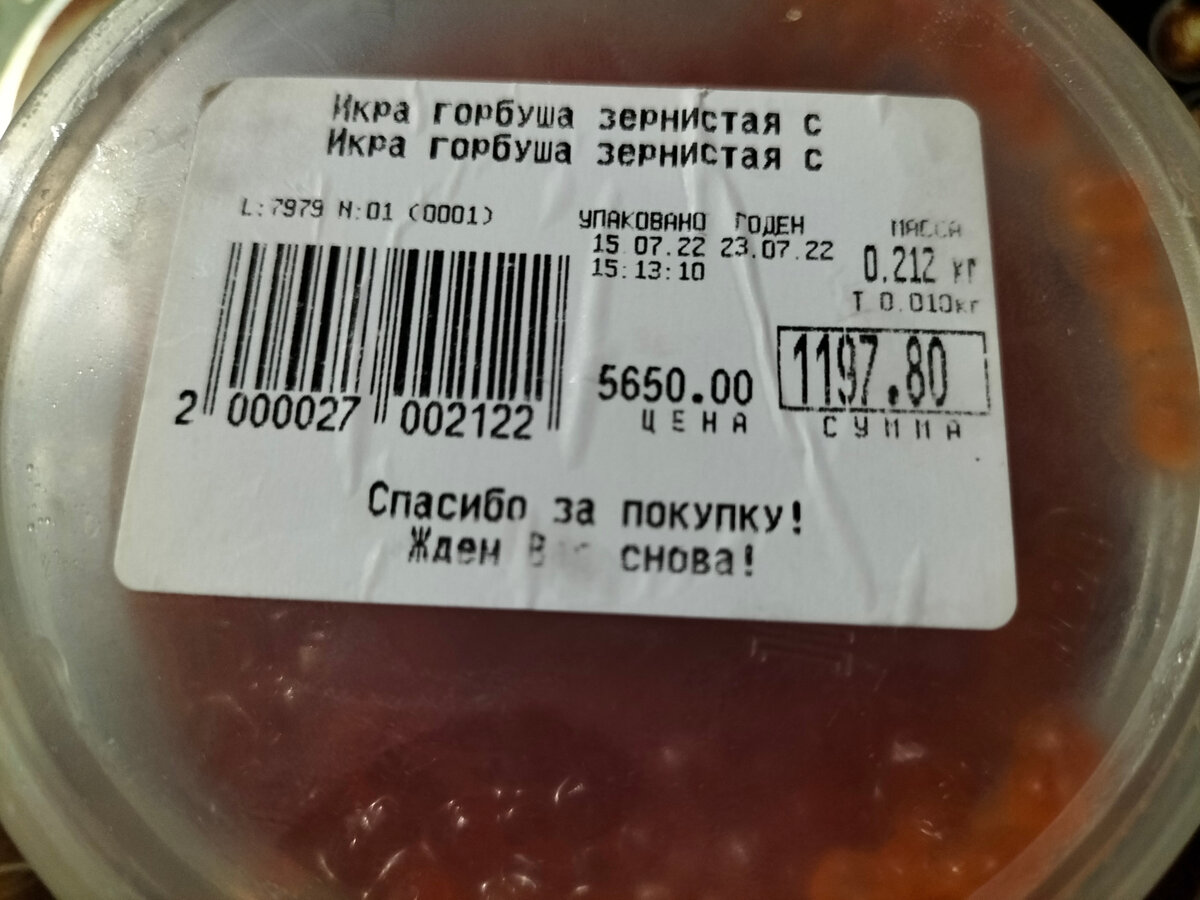 Икра горбуша зернистая с
Икра горбуша зернистая с
L:7979 N:01 (0001)
УПАКОВАНО ГОДЕН
МАССА
15.07.22 23.07.22
15:13:10
0.212 кг
Т 0.010кг
5650.00
1197.80
ЦЕНА
СУММА
2 000027 002122
Спасибо за покупку!
Ждем снова!